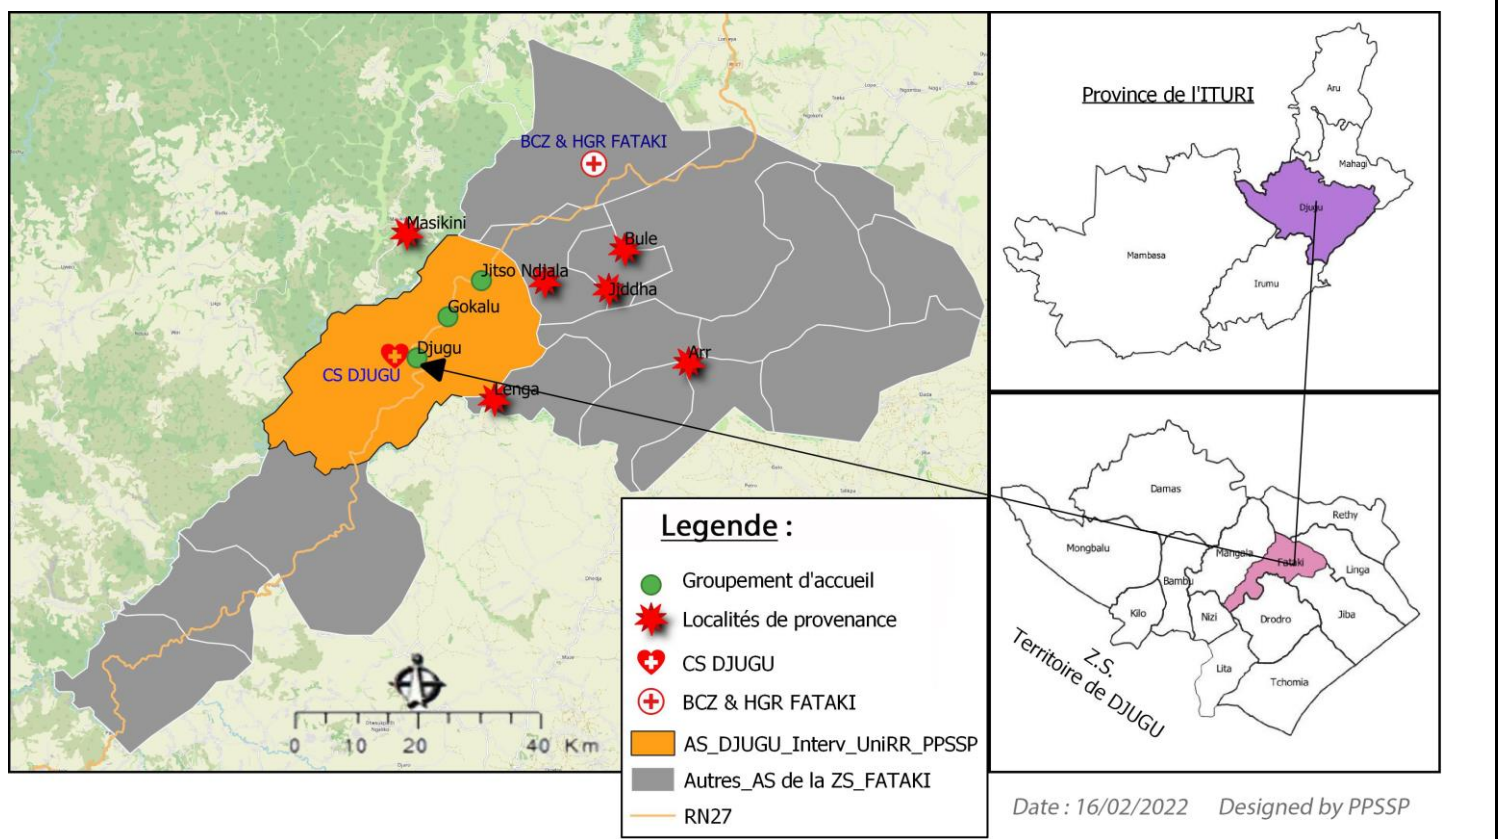 BCZ & HGR FATAKI
Masikini
Bule
Jitso Ndjala
Jiddha
Gokalu
Djugu
Arr
CS DJUGU
Lenga
0 10 20 40 Km
Legende :
Groupement d'accueil
Localités de provenance
CS DJUGU
BCZ & HGR FATAKI
AS_DJUGU_Interv_UniRR_PPSSP
Autres_AS de la ZS_FATAKI
RN27
Province de l'ITURI
Aru
Mahagi
Djugu
Mambasa
Irumu
Damas
Rethy
Mongbalu
Mangala
Fataki
Linga
Bambu
Kilo
Nizi
Drodro
Jiba
Lita
Tchomia
Z.S.
Territoire de DJUGU
Date : 16/02/2022 Designed by PPSSP